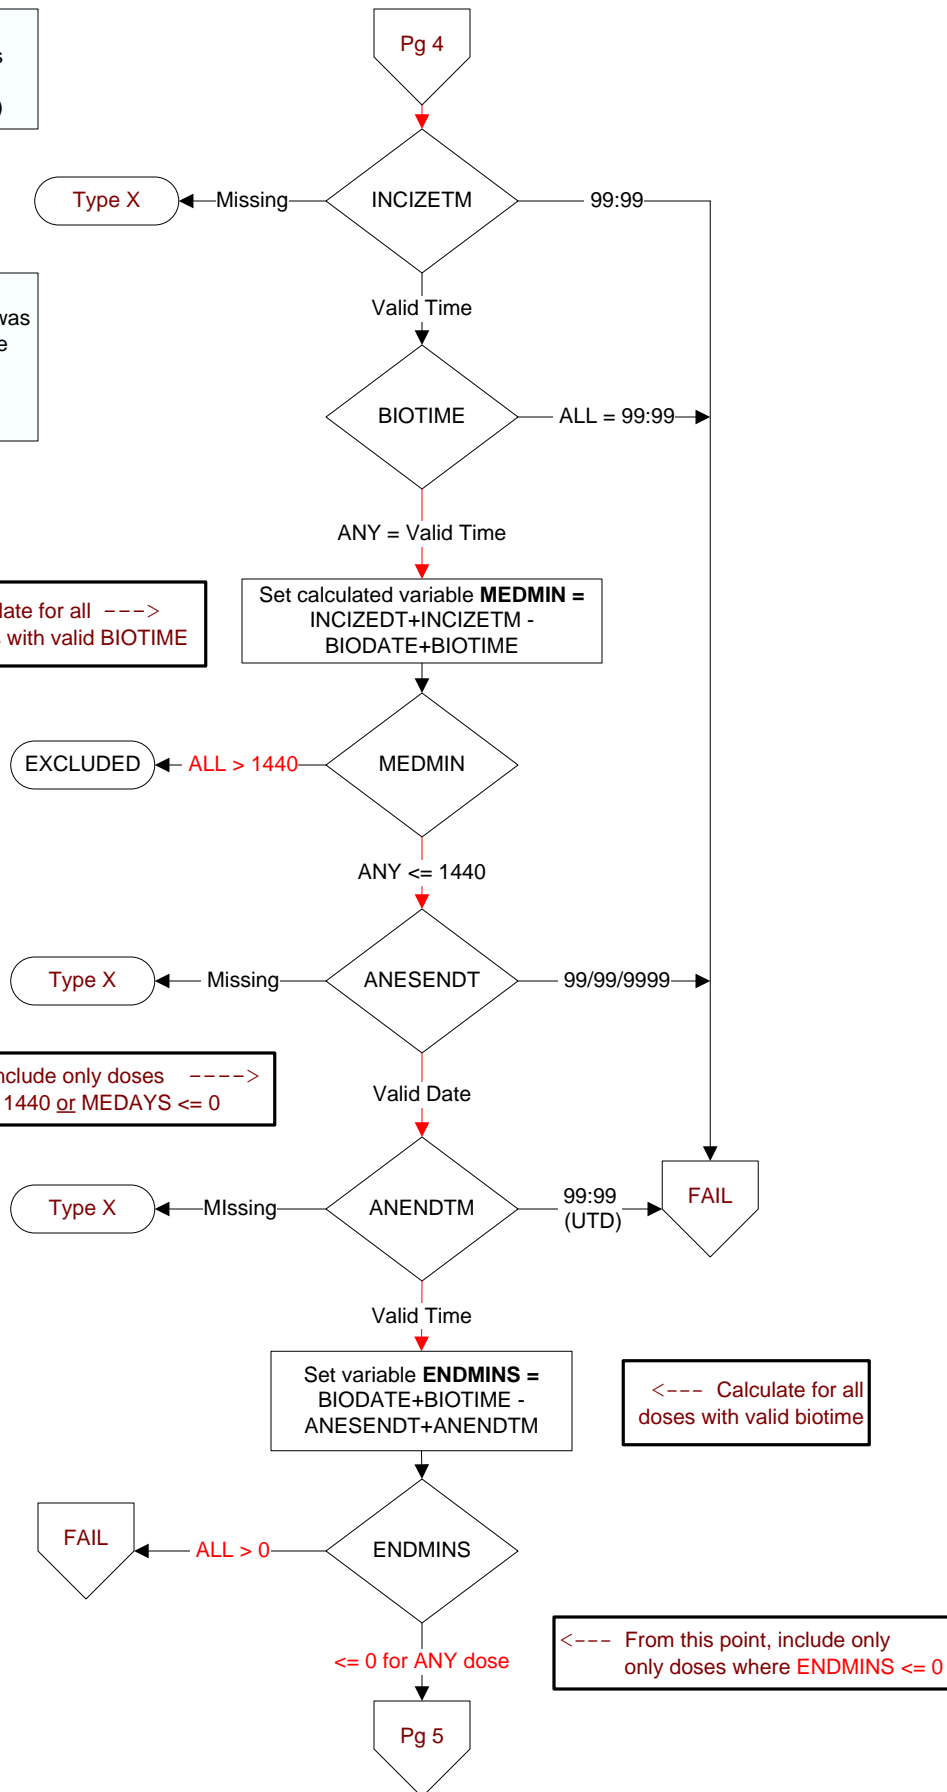 Pg 4
s
)
INCIZETM
Type X
Missing
99:99
Valid Time
was
e
BIOTIME
ALL = 99:99
ANY = Valid Time
Set calculated variable MEDMIN =
INCIZEDT+INCIZETM -
BIODATE+BIOTIME
late for all --->
s with valid BIOTIME
MEDMIN
EXCLUDED
ALL > 1440
ANY <= 1440
ANESENDT
Type X
Missing
99/99/9999
Valid Date
nclude only doses ---->
1440 or MEDAYS <= 0
ANENDTM
Type X
MIssing
99:99
(UTD)
FAIL
Valid Time
Set variable ENDMINS =
BIODATE+BIOTIME -
ANESENDT+ANENDTM
<--- Calculate for all
doses with valid biotime
ENDMINS
FAIL
ALL > 0
<= 0 for ANY dose
<--- From this point, include only
only doses where ENDMINS <= 0
Pg 5